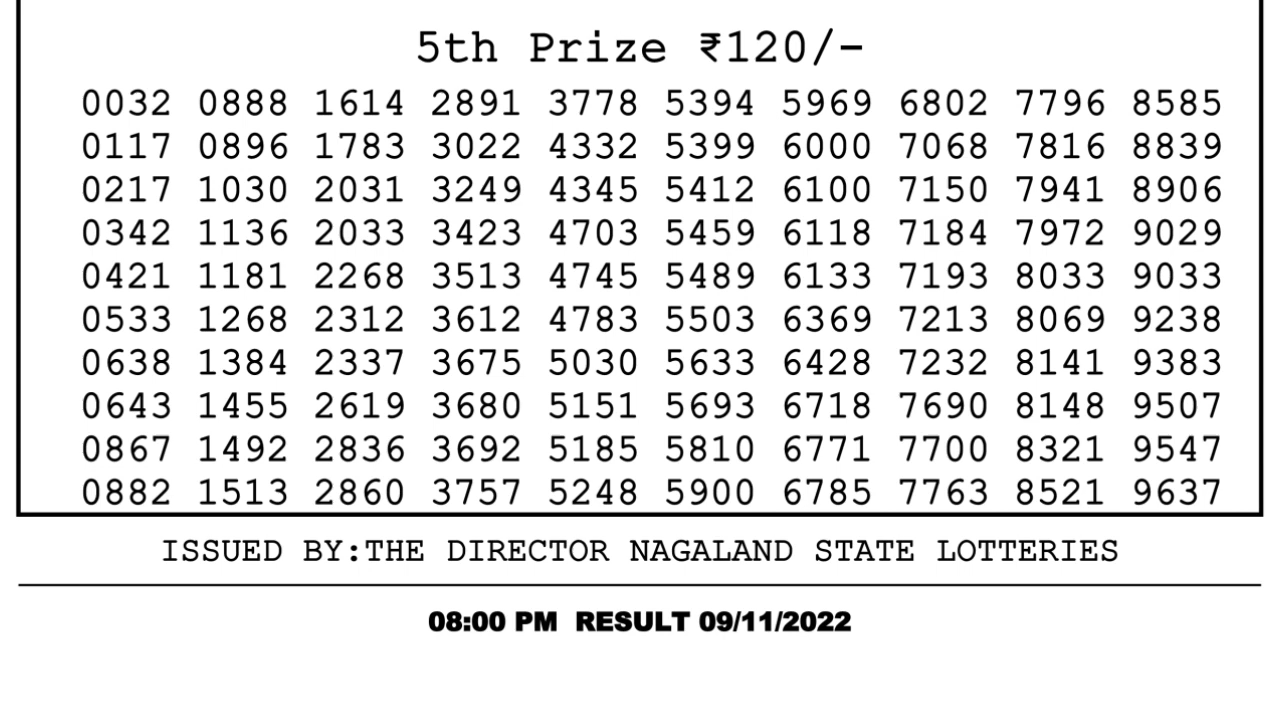 5th Prize ₹120/-
0032 0888 1614 2891 3778 5394 5969 6802 7796 8585
0117 0896 1783 3022 4332 5399 6000 7068 7816 8839
0217 1030 2031 3249 4345 5412 6100 7150 7941 8906
0342 1136 2033 3423 4703 5459 6118 7184 7972 9029
0421 1181 2268 3513 4745 5489 6133 7193 8033 9033
0533 1268 2312 3612 4783 5503 6369 7213 8069 9238
0638 1384 2337 3675 5030 5633 6428 7232 8141 9383
0643 1455 2619 3680 5151 5693 6718 7690 8148 9507
0867 1492 2836 3692 5185 5810 6771 7700 8321 9547
0882 1513 2860 3757 5248 5900 6785 7763 8521 9637
ISSUED BY:THE DIRECTOR NAGALAND STATE LOTTERIES
08:00 PM RESULT 09/11/2022